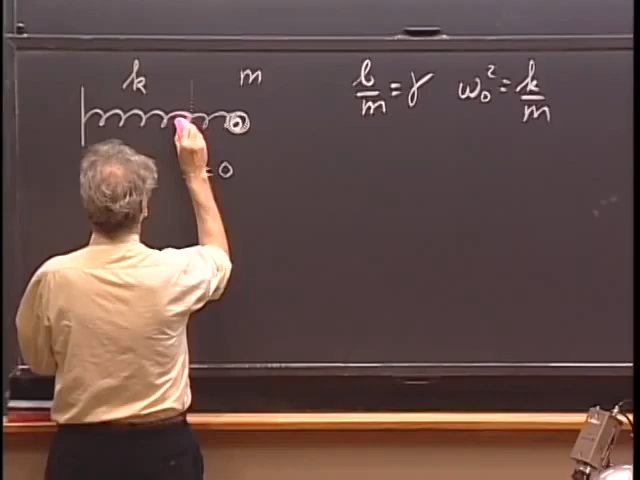 k m
b/m = γ ω₀² = k/m
= 0